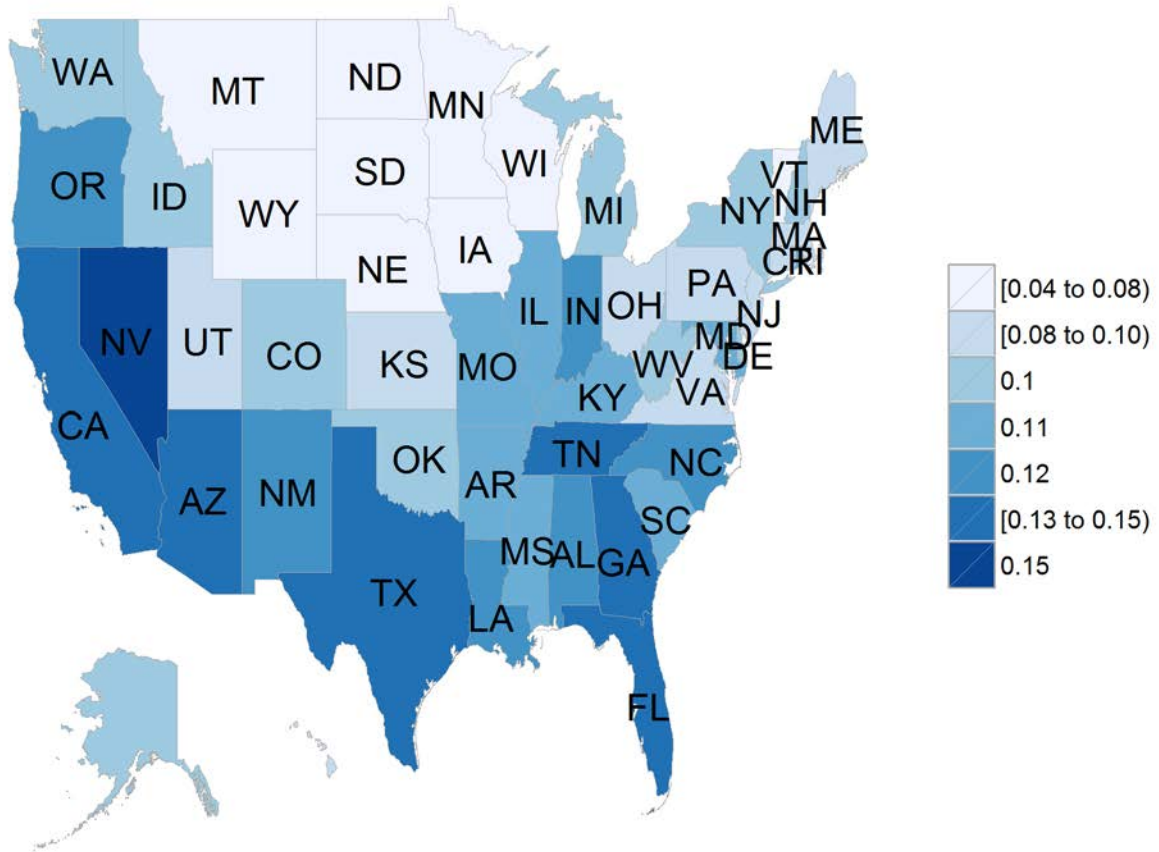 WA
MT
ND
MN
ME
OR
ID
WY
SD
WI
MI
VT
NY
NH
MA
CT
RI
NE
IA
NV
UT
CO
KS
MO
IL
IN
OH
PA
NJ
MD
DE
WV
VA
KY
CA
AZ
NM
OK
AR
TN
NC
SC
MS
AL
GA
TX
LA
FL
[0.04 to 0.08)
[0.08 to 0.10)
0.1
0.11
0.12
[0.13 to 0.15)
0.15